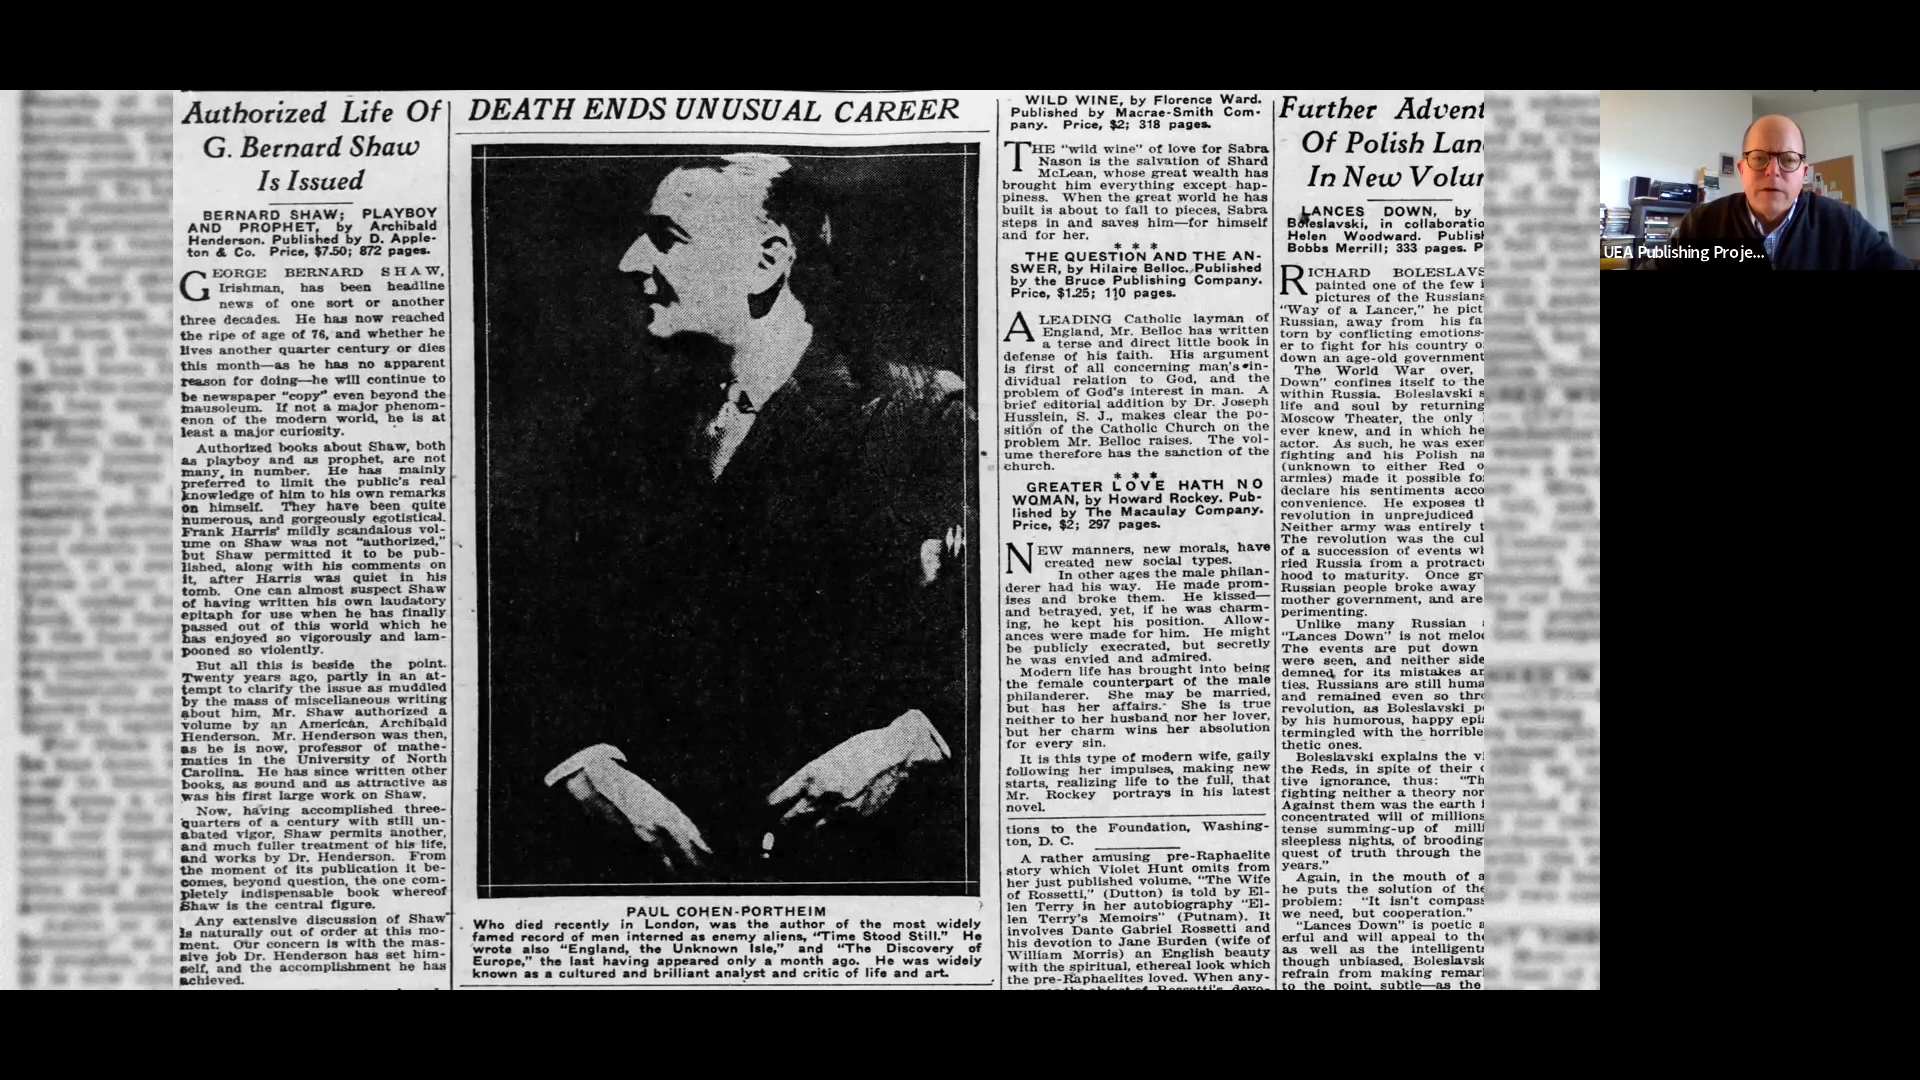 Authorized Life Of
G. Bernard Shaw
Is Issued
BERNARD SHAW; PLAYBOY
AND PROPHET, by Archibald
Henderson. Published by D. Apple-
ton & Co. Price, $7.50; 872 pages.
GEORGE BERNARD SHAW,
Irishman, has been headline
news of one sort or another
three decades. He has now reached
the ripe of age of 76, and whether he
lives another quarter century or dies
this month—as he has no apparent
reason for doing—he will continue to
be newspaper "copy" even beyond the
mausoleum. If not a major phenom-
enon of the modern world, he is at
least a major curiosity.
Authorized books about Shaw, both
as playboy and as prophet, are not
many in number. He has mainly
preferred to limit the public's real
knowledge of him to his own remarks
on himself. They have been quite
numerous, and gorgeously egotistical.
Frank Harris' mildly scandalous vol-
ume on Shaw was not "authorized,"
but Shaw permitted it to be pub-
lished, along with his comments on
it, after Harris was quiet in his
tomb. One can almost suspect Shaw
of having written his own laudatory
epitaph for use when he has finally
passed out of this world which he
has enjoyed so vigorously and lam-
pooned so violently.
But all this is beside the point.
Twenty years ago, partly in an at-
tempt to clarify the issue as muddled
by the mass of miscellaneous writing
about him, Mr. Shaw authorized a
volume by an American, Archibald
Henderson. Mr. Henderson was then,
as he is now, professor of mathe-
matics in the University of North
Carolina. He has since written other
books, as sound and as attractive as
was his first large work on Shaw.
Now, having accomplished three-
quarters of a century with still un-
abated vigor, Shaw permits another,
and much fuller treatment of his life,
and works by Dr. Henderson. From
the moment of its publication it be-
comes, beyond question, the one com-
pletely indispensable book whereof
Shaw is the central figure.
Any extensive discussion of Shaw
is naturally out of order at this mo-
ment. Our concern is with the mas-
sive job Dr. Henderson has set him-
self, and the accomplishment he has
achieved.
DEATH ENDS UNUSUAL CAREER
PAUL COHEN-PORTHEIM
Who died recently in London, was the author of the most widely
famed record of men interned as enemy aliens, "Time Stood Still." He
wrote also "England, the Unknown Isle," and "The Discovery of
Europe," the last having appeared only a month ago. He was widely
known as a cultured and brilliant analyst and critic of life and art.
WILD WINE, by Florence Ward.
Published by Macrae-Smith Com-
pany. Price, $2; 318 pages.
THE "wild wine" of love for Sabra
Nason is the salvation of Shard
McLean, whose great wealth has
brought him everything except hap-
piness. When the great world he has
built is about to fall to pieces, Sabra
steps in and saves him—for himself
and for her.
* * *
THE QUESTION AND THE AN-
SWER, by Hilaire Belloc. Published
by the Bruce Publishing Company.
Price, $1.25; 110 pages.
A LEADING Catholic layman of
England, Mr. Belloc has written
a terse and direct little book in
defense of his faith. His argument
is first of all concerning man's in-
dividual relation to God, and the
problem of God's interest in man. A
brief editorial addition by Dr. Joseph
Husslein, S. J., makes clear the po-
sition of the Catholic Church on the
problem Mr. Belloc raises. The vol-
ume therefore has the sanction of the
church.
* * *
GREATER LOVE HATH NO
WOMAN, by Howard Rockey. Pub-
lished by The Macaulay Company.
Price, $2; 297 pages.
NEW manners, new morals, have
created new social types.
In other ages the male philan-
derer had his way. He made prom-
ises and broke them. He kissed—
and betrayed, yet, if he was charm-
ing, he kept his position. Allow-
ances were made for him. He might
be publicly execrated, but secretly
he was envied and admired.
Modern life has brought into being
the female counterpart of the male
philanderer. She may be married,
but has her affairs. She is true
neither to her husband nor her lover,
but her charm wins her absolution
for every sin.
It is this type of modern wife, gaily
following her impulses, making new
starts, realizing life to the full, that
Mr. Rockey portrays in his latest
novel.
tions to the Foundation, Washing-
ton, D. C.
A rather amusing pre-Raphaelite
story which Violet Hunt omits from
her just published volume, "The Wife
of Rossetti," (Dutton) is told by El-
len Terry in her autobiography "El-
len Terry's Memoirs" (Putnam). It
involves Dante Gabriel Rossetti and
his devotion to Jane Burden (wife of
William Morris) an English beauty
with the spiritual, ethereal look which
the pre-Raphaelites loved. When any-
Further Advent
Of Polish Lan
In New Volu
LANCES DOWN, by
Boleslavski, in collaboratio
Helen Woodward. Publis
Bobbs Merrill; 333 pages. P
RICHARD BOLESLAVS
painted one of the few
pictures of the Russians
"Way of a Lancer," he pict
Russian, away from his fa
torn by conflicting emotions-
er to fight for his country o
down an age-old government
The World War over,
Down" confines itself to the
within Russia. Boleslavski s
life and soul by returning
Moscow Theater, the only
ever knew, and in which he
actor. As such, he was exer
fighting and his Polish na
(unknown to either Red o
armies) made it possible fo
declare his sentiments acco
convenience. He exposes th
revolution in unprejudiced
Neither army was entirely t
The revolution was the cul
of a succession of events wi
ried Russia from a protract
hood to maturity. Once gr
Russian people broke away
mother government, and are
perimenting.
Unlike many Russian
"Lances Down" is not melo
The events are put down
were seen, and neither side
demned for its mistakes an
ties. Russians are still huma
and remained even so thro
revolution, as Boleslavski p
by his humorous, happy epi
termingled with the horrible
thetic ones.
Boleslavski explains the vi
the Reds, in spite of their
tive ignorance, thus: "Th
fighting neither a theory nor
Against them was the earth
concentrated will of millions
tense summing-up of milli
sleepless nights, of brooding
quest of truth through the
years."
Again, in the mouth of a
he puts the solution of the
problem: "It isn't compass
we need, but cooperation."
"Lances Down" is poetic a
erful and will appeal to the
as well as the intelligent
though unbiased, Boleslavsk
refrain from making remar
to the point, subtle—as the
UEA Publishing Proje...